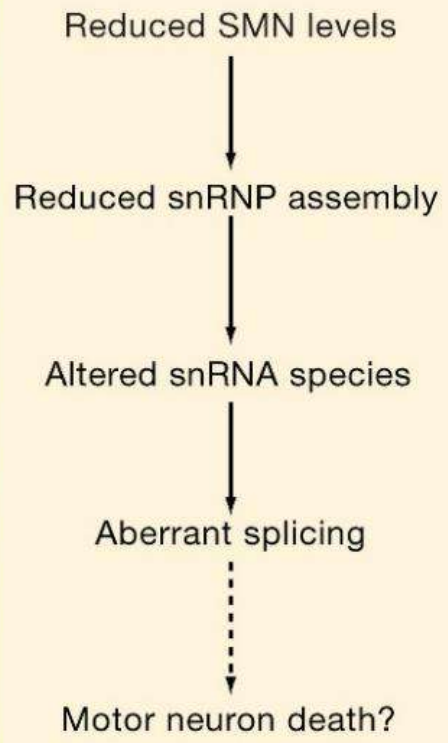 Reduced SMN levels
Reduced snRNP assembly
Altered snRNA species
Aberrant splicing
Motor neuron death?